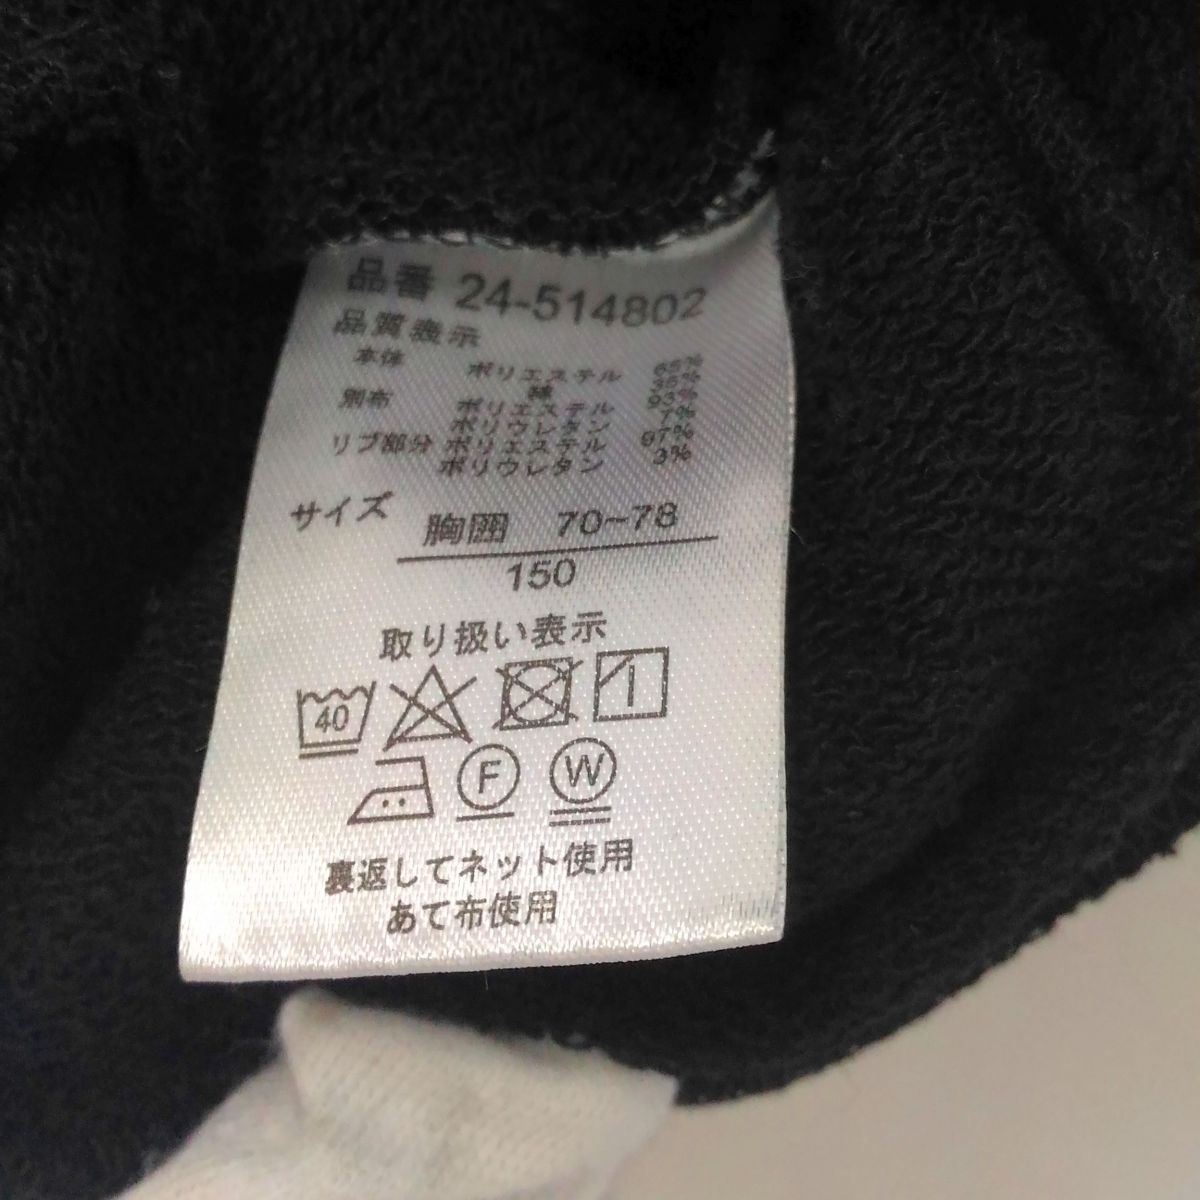 品番 24-514802
品質表示
本体 ポリエステル 65%
綿 35%
別布 ポリエステル 93%
ポリウレタン 7%
リブ部分 ポリエステル 97%
ポリウレタン 3%
サイズ 胸囲 70~78
150
取り扱い表示
40
F W
裏返してネット使用
あて布使用